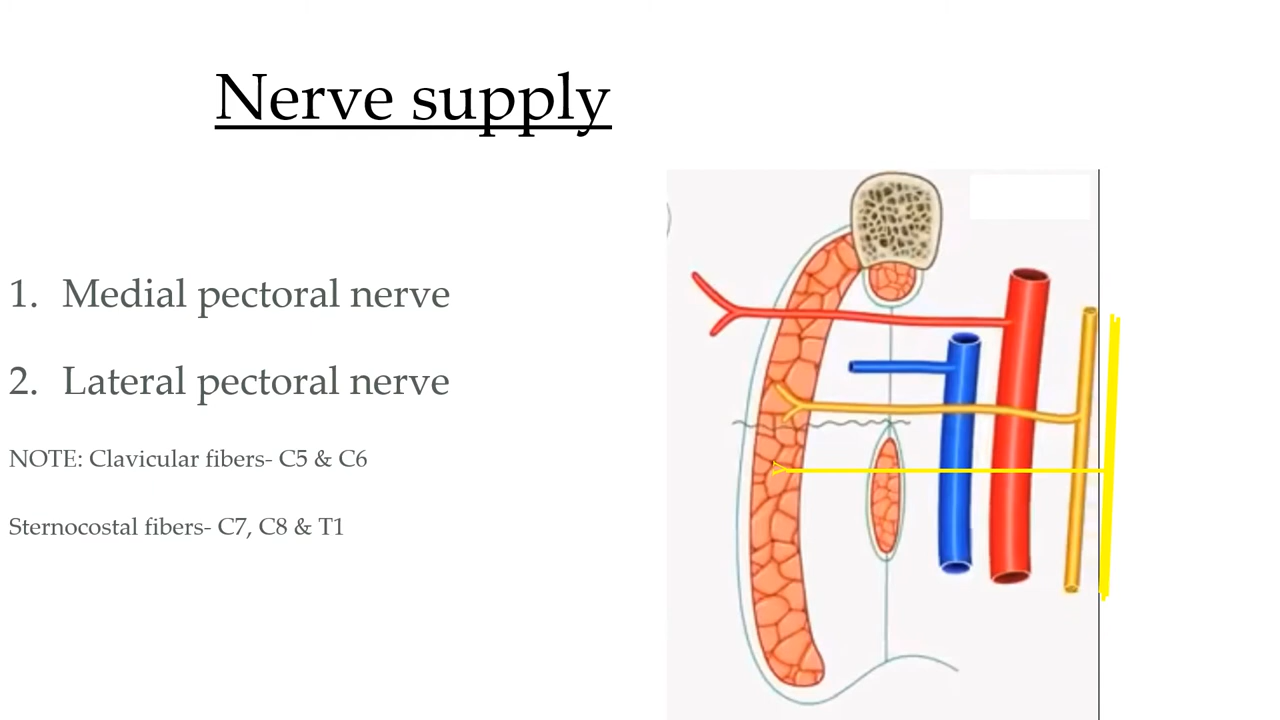 Nerve supply
1. Medial pectoral nerve
2. Lateral pectoral nerve
NOTE: Clavicular fibers- C5 & C6
Sternocostal fibers- C7, C8 & T1